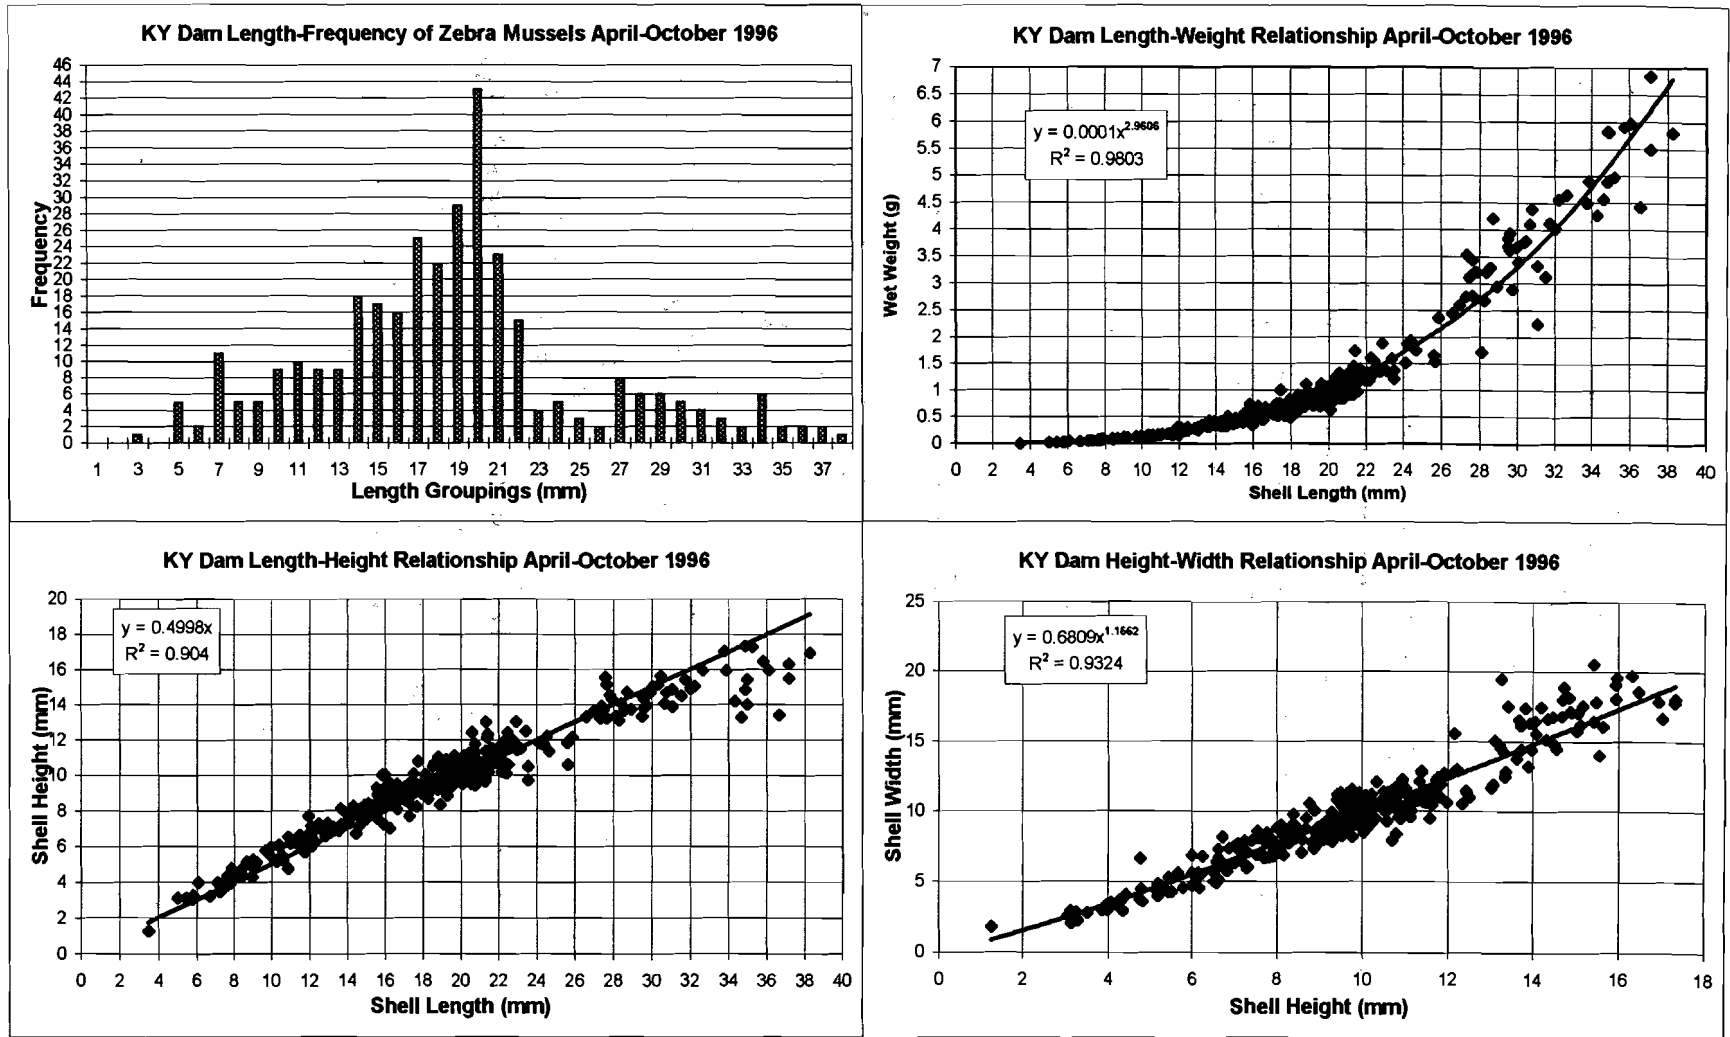 KY Dam Length-Frequency of Zebra Mussels April-October 1996
46
44
42
40
38
36
34
32
30
28
26
24
22
20
18
16
14
12
10
8
6
4
2
0
Frequency
1 3 5 7 9 11 13 15 17 19 21 23 25 27 29 31 33 35 37
Length Groupings (mm)
KY Dam Length-Weight Relationship April-October 1996
7
6.5
6
5.5
5
4.5
4
3.5
3
2.5
2
1.5
1
0.5
0
Wet Weight (g)
y = 0.0001x^2.9606
R² = 0.9803
0 2 4 6 8 10 12 14 16 18 20 22 24 26 28 30 32 34 36 38 40
Shell Length (mm)
KY Dam Length-Height Relationship April-October 1996
20
18
16
14
12
10
8
6
4
2
0
Shell Height (mm)
y = 0.4998x
R² = 0.904
0 2 4 6 8 10 12 14 16 18 20 22 24 26 28 30 32 34 36 38 40
Shell Length (mm)
KY Dam Height-Width Relationship April-October 1996
25
20
15
10
5
0
Shell Width (mm)
y = 0.6809x^1.1662
R² = 0.9324
0 2 4 6 8 10 12 14 16 18
Shell Height (mm)